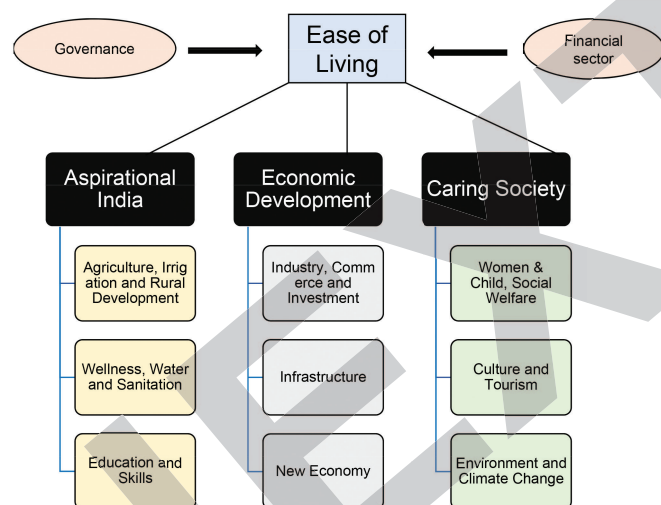 Governance
Ease of
Living
Financial
sector
Aspirational
India
Economic
Development
Caring Society
Agriculture, Irrig
ation and Rural
Development
Industry, Comm
erce and
Investment
Women &
Child, Social
Welfare
Wellness, Water
and Sanitation
Infrastructure
Culture and
Tourism
Education and
Skills
New Economy
Environment and
Climate Change